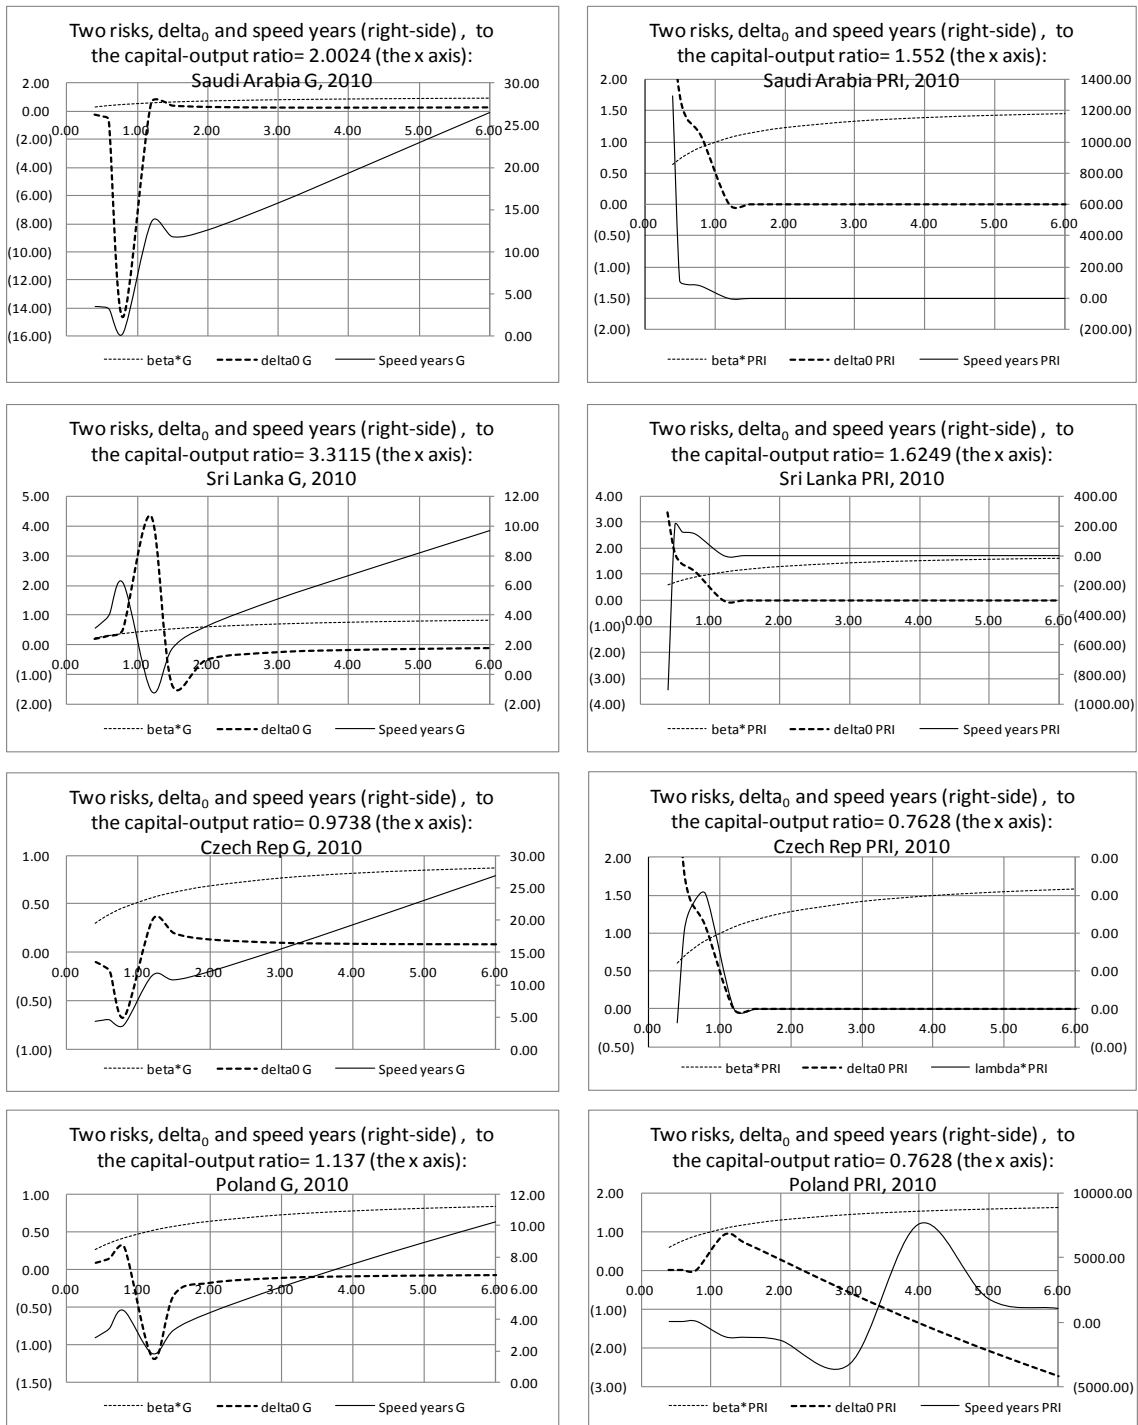 Two risks, delta0 and speed years (right-side) , to
the capital-output ratio= 2.0024 (the x axis):
Saudi Arabia G, 2010
2.00
0.00
(2.00)
(4.00)
(6.00)
(8.00)
(10.00)
(12.00)
(14.00)
(16.00)
0.00 1.00 2.00 3.00 4.00 5.00 6.00
30.00
25.00
20.00
15.00
10.00
5.00
0.00
beta*G delta0 G Speed years G
Two risks, delta0 and speed years (right-side) , to
the capital-output ratio= 1.552 (the x axis):
Saudi Arabia PRI, 2010
2.00
1.50
1.00
0.50
0.00
(0.50)
(1.00)
(1.50)
(2.00)
0.00 1.00 2.00 3.00 4.00 5.00 6.00
1400.00
1200.00
1000.00
800.00
600.00
400.00
200.00
0.00
(200.00)
beta*PRI delta0 PRI Speed years PRI
Two risks, delta0 and speed years (right-side) , to
the capital-output ratio= 3.3115 (the x axis):
Sri Lanka G, 2010
5.00
4.00
3.00
2.00
1.00
0.00
(1.00)
(2.00)
0.00 1.00 2.00 3.00 4.00 5.00 6.00
12.00
10.00
8.00
6.00
4.00
2.00
0.00
(2.00)
beta*G delta0 G Speed years G
Two risks, delta0 and speed years (right-side) , to
the capital-output ratio= 1.6249 (the x axis):
Sri Lanka PRI, 2010
4.00
3.00
2.00
1.00
0.00
(1.00)
(2.00)
(3.00)
(4.00)
0.00 1.00 2.00 3.00 4.00 5.00 6.00
400.00
200.00
0.00
(200.00)
(400.00)
(600.00)
(800.00)
(1000.00)
beta*PRI delta0 PRI Speed years PRI
Two risks, delta0 and speed years (right-side) , to
the capital-output ratio= 0.9738 (the x axis):
Czech Rep G, 2010
1.00
0.50
0.00
(0.50)
(1.00)
0.00 1.00 2.00 3.00 4.00 5.00 6.00
30.00
25.00
20.00
15.00
10.00
5.00
0.00
beta*G delta0 G Speed years G
Two risks, delta0 and speed years (right-side) , to
the capital-output ratio= 0.7628 (the x axis):
Czech Rep PRI, 2010
2.00
1.50
1.00
0.50
0.00
(0.50)
0.00 1.00 2.00 3.00 4.00 5.00 6.00
0.00
0.00
0.00
0.00
0.00
(0.00)
beta*PRI delta0 PRI lambda*PRI
Two risks, delta0 and speed years (right-side) , to
the capital-output ratio= 1.137 (the x axis):
Poland G, 2010
1.00
0.50
0.00
(0.50)
(1.00)
(1.50)
0.00 1.00 2.00 3.00 4.00 5.00 6.00
12.00
10.00
8.00
6.00
4.00
2.00
0.00
beta*G delta0 G Speed years G
Two risks, delta0 and speed years (right-side) , to
the capital-output ratio= 0.7628 (the x axis):
Poland PRI, 2010
2.00
1.00
0.00
(1.00)
(2.00)
(3.00)
0.00 1.00 2.00 3.00 4.00 5.00 6.00
10000.00
5000.00
0.00
(5000.00)
beta*PRI delta0 PRI Speed years PRI